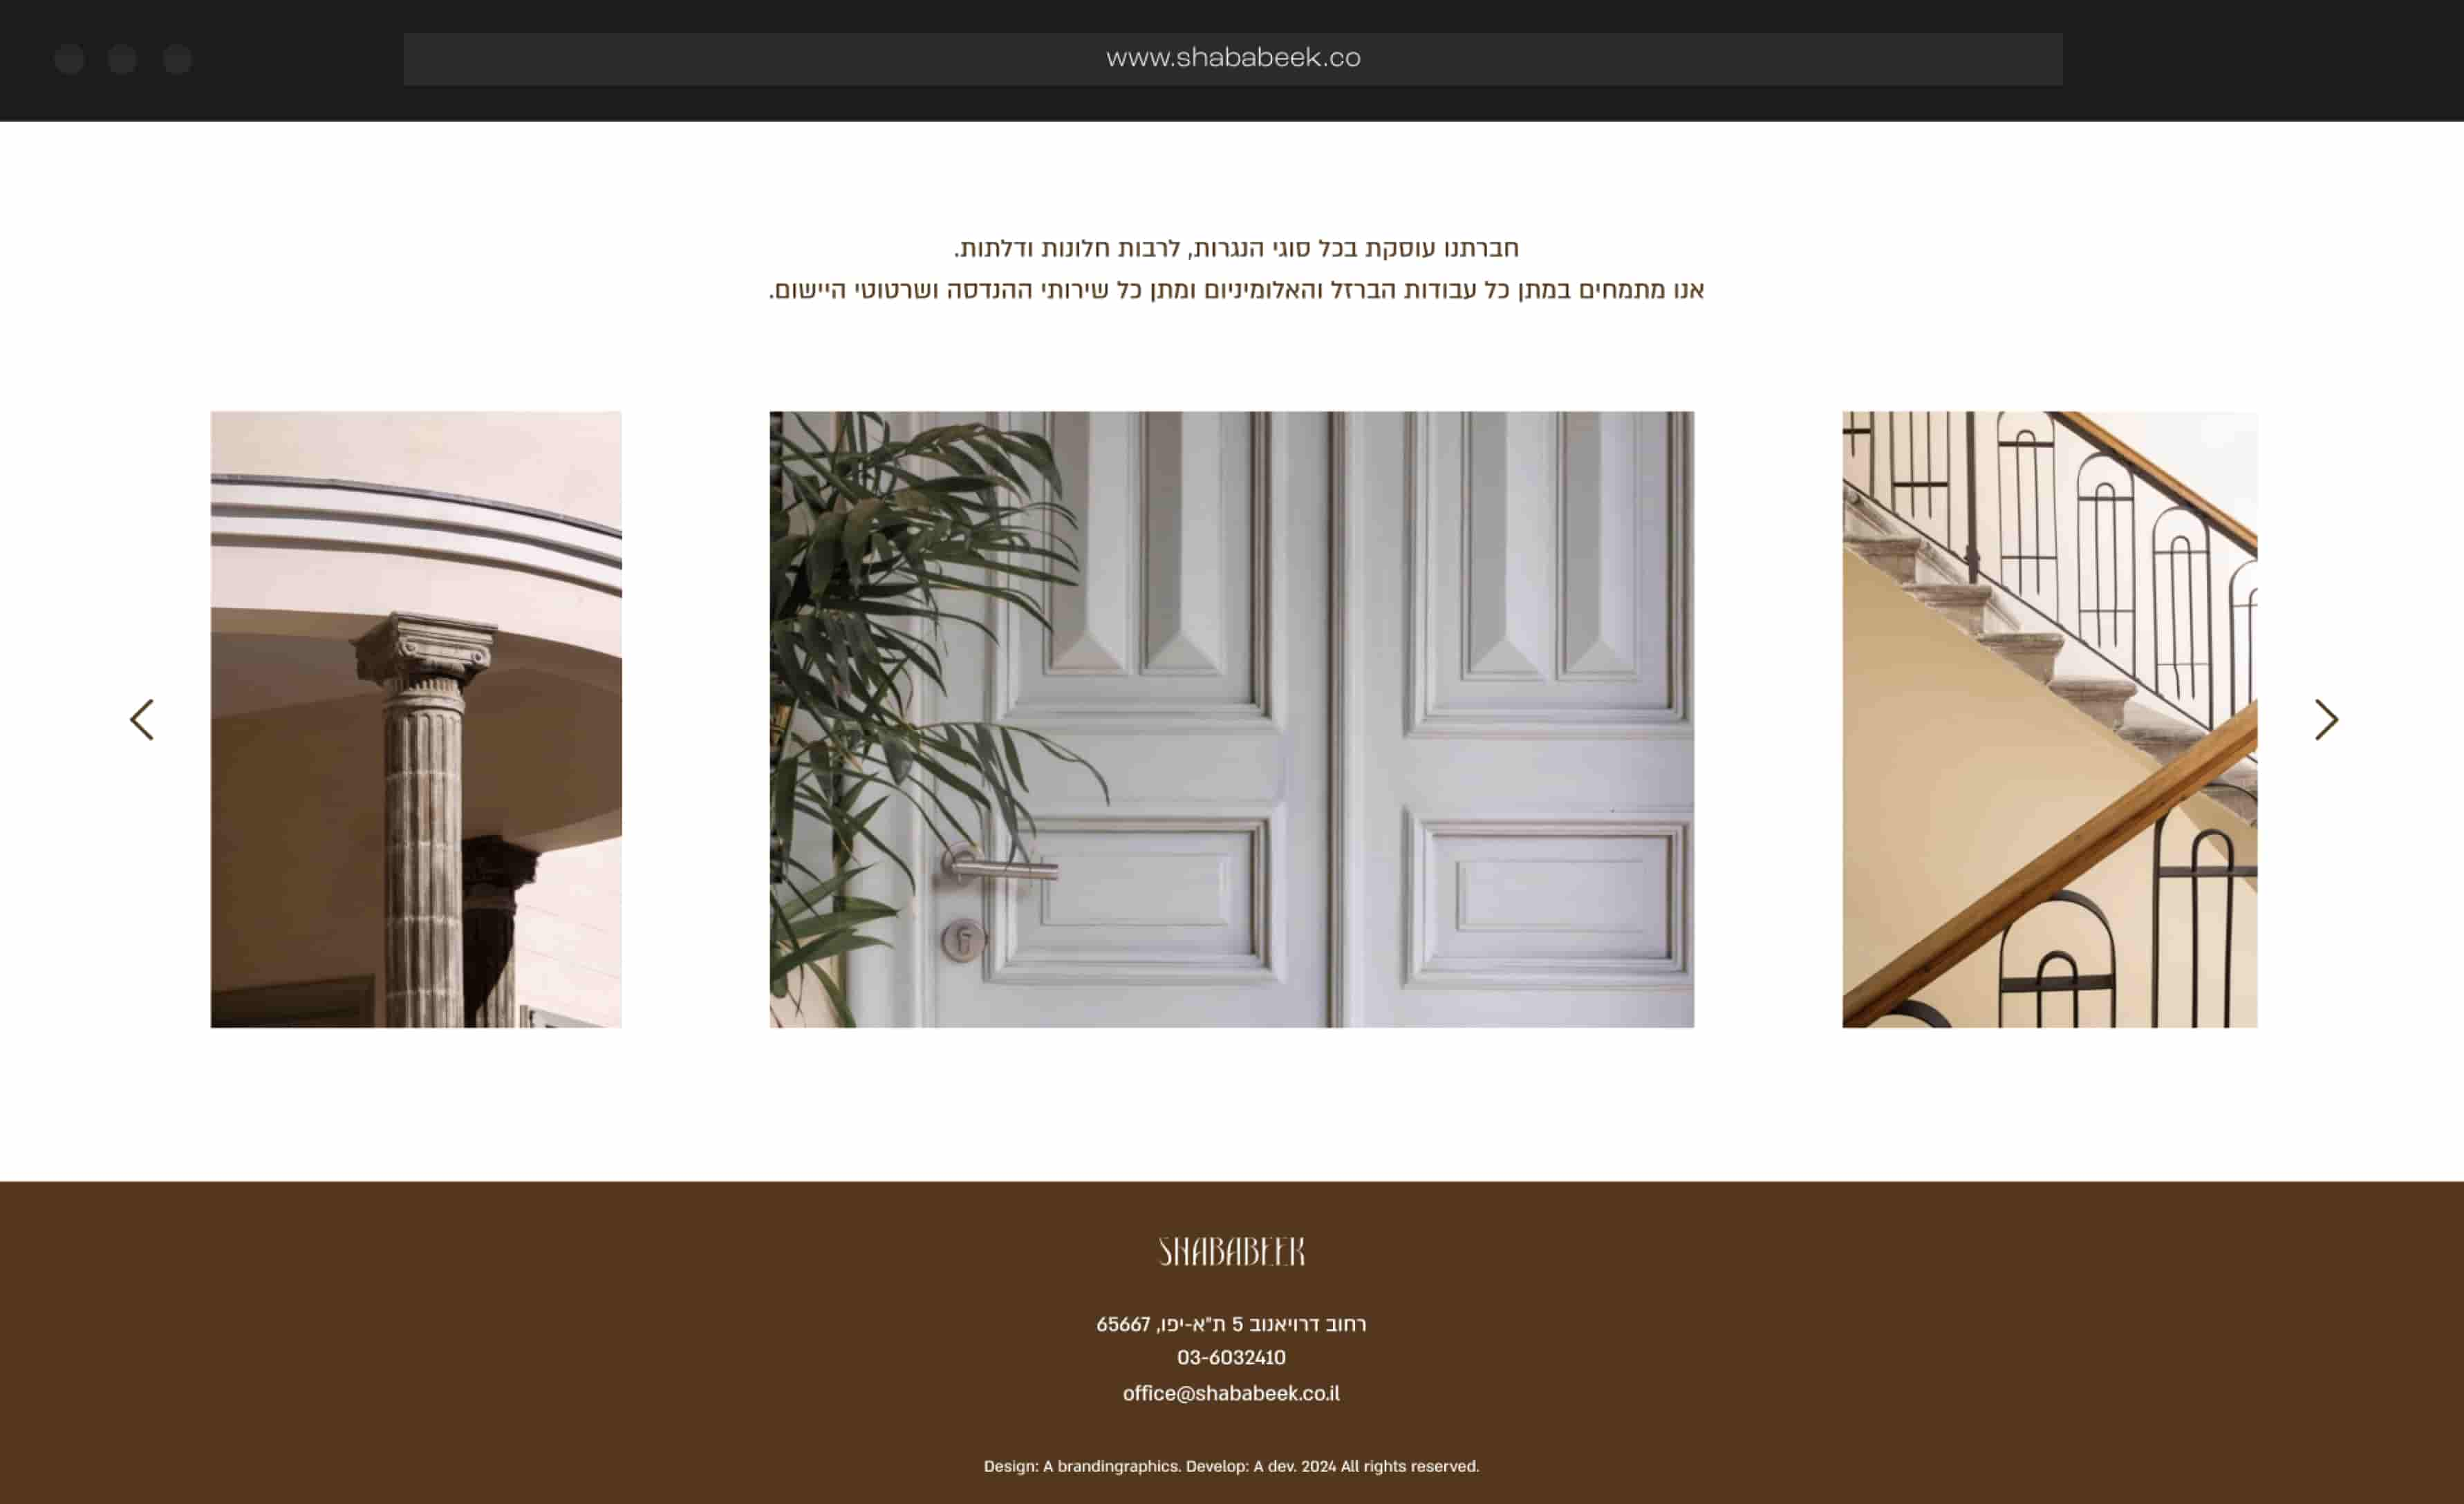 www.shababeek.co
חברתנו עוסקת בכל סוגי הנגרות, לרבות חלונות ודלתות.
אנו מתמחים במתן כל עבודות הברזל והאלומיניום ומתן כל שירותי ההנדסה ושרטוטי היישום.
SHABABEEK
רחוב דרויאנוב 5 ת"א-יפו, 65667
03-6032410
office@shababeek.co.il
Design: A brandingraphics. Develop: A dev. 2024 All rights reserved.